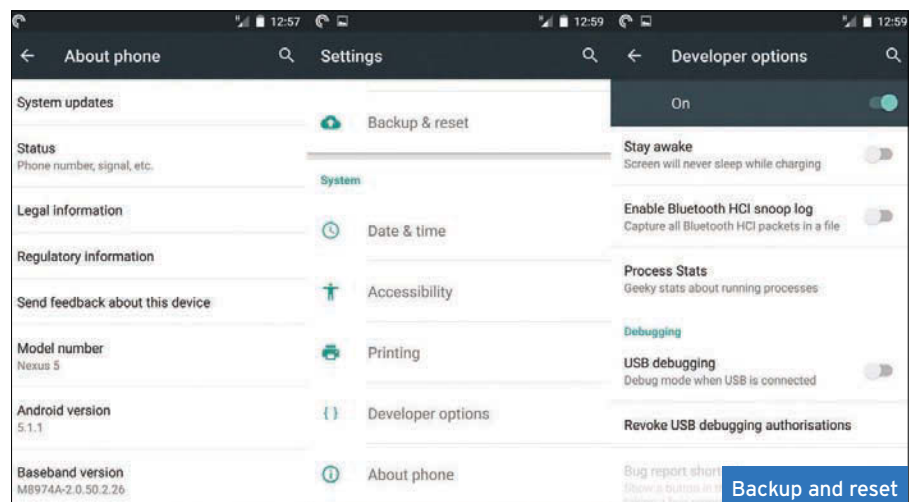 12:57
About phone
System updates
Status
Phone number, signal, etc.
Legal information
Regulatory information
Send feedback about this device
Model number
Nexus 5
Android version
5.1.1
Baseband version
M8974A-2.0.50.2.26
12:59
Settings
Backup & reset
System
Date & time
Accessibility
Printing
Developer options
About phone
12:59
Developer options
On
Stay awake
Screen will never sleep while charging
Enable Bluetooth HCI snoop log
Capture all Bluetooth HCI packets in a file
Process Stats
Geeky stats about running processes
Debugging
USB debugging
Debug mode when USB is connected
Revoke USB debugging authorisations
Bug report
Backup and reset